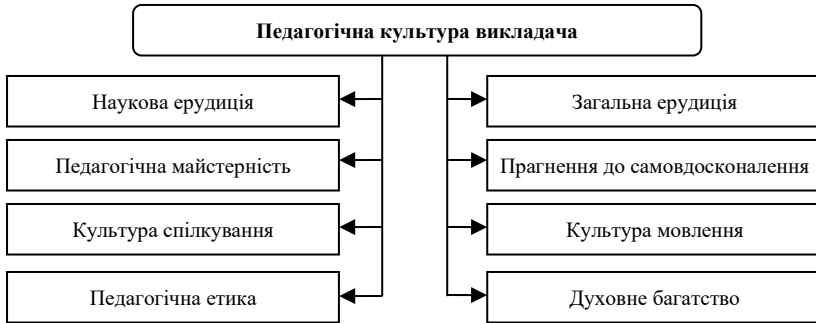 Педагогічна культура викладача
Наукова ерудиція
Загальна ерудиція
Педагогічна майстерність
Прагнення до самовдосконалення
Культура спілкування
Культура мовлення
Педагогічна етика
Духовне багатство